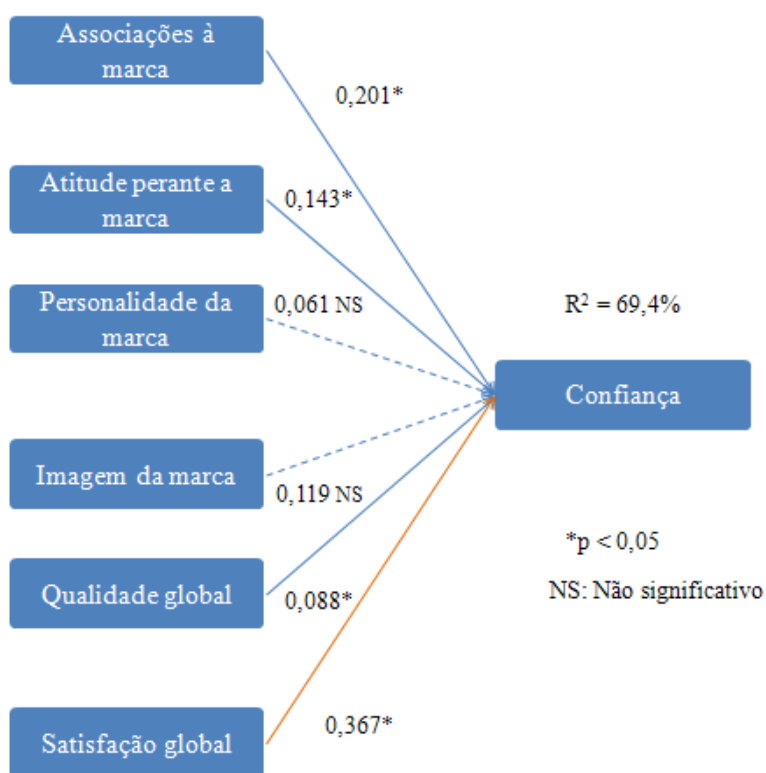 Associações à
marca
0,201*
Atitude perante a
marca
0,143*
Personalidade da
marca
0,061 NS
R² = 69,4%
Confiança
Imagem da marca
0,119 NS
*p < 0,05
NS: Não significativo
Qualidade global
0,088*
Satisfação global
0,367*